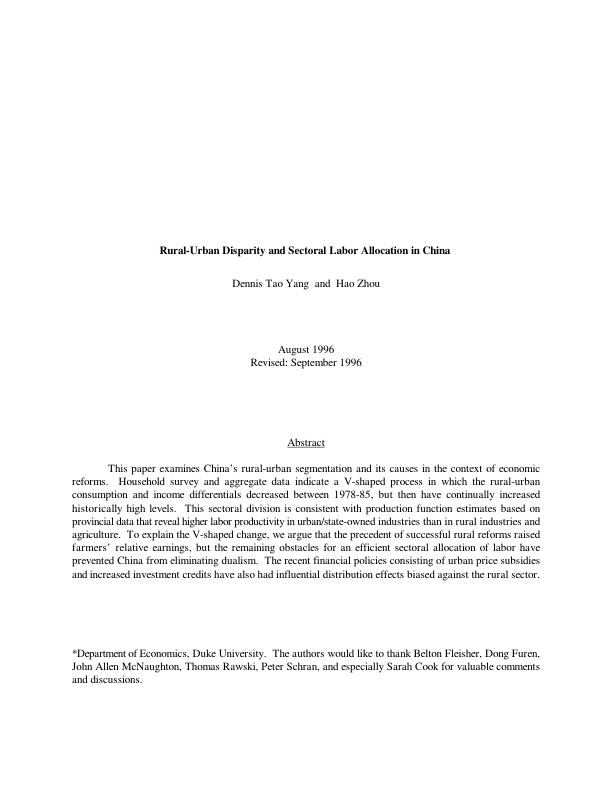 Rural-Urban Disparity and Sectoral Labor Allocation in China
Dennis Tao Yang and Hao Zhou
August 1996
Revised: September 1996
Abstract
This paper examines China's rural-urban segmentation and its causes in the context of economic
reforms. Household survey and aggregate data indicate a V-shaped process in which the rural-urban
consumption and income differentials decreased between 1978-85, but then have continually increased
historically high levels. This sectoral division is consistent with production function estimates based on
provincial data that reveal higher labor productivity in urban/state-owned industries than in rural industries and
agriculture. To explain the V-shaped change, we argue that the precedent of successful rural reforms raised
farmers' relative earnings, but the remaining obstacles for an efficient sectoral allocation of labor have
prevented China from eliminating dualism. The recent financial policies consisting of urban price subsidies
and increased investment credits have also had influential distribution effects biased against the rural sector.
*Department of Economics, Duke University. The authors would like to thank Belton Fleisher, Dong Furen,
John Allen McNaughton, Thomas Rawski, Peter Schran, and especially Sarah Cook for valuable comments
and discussions.